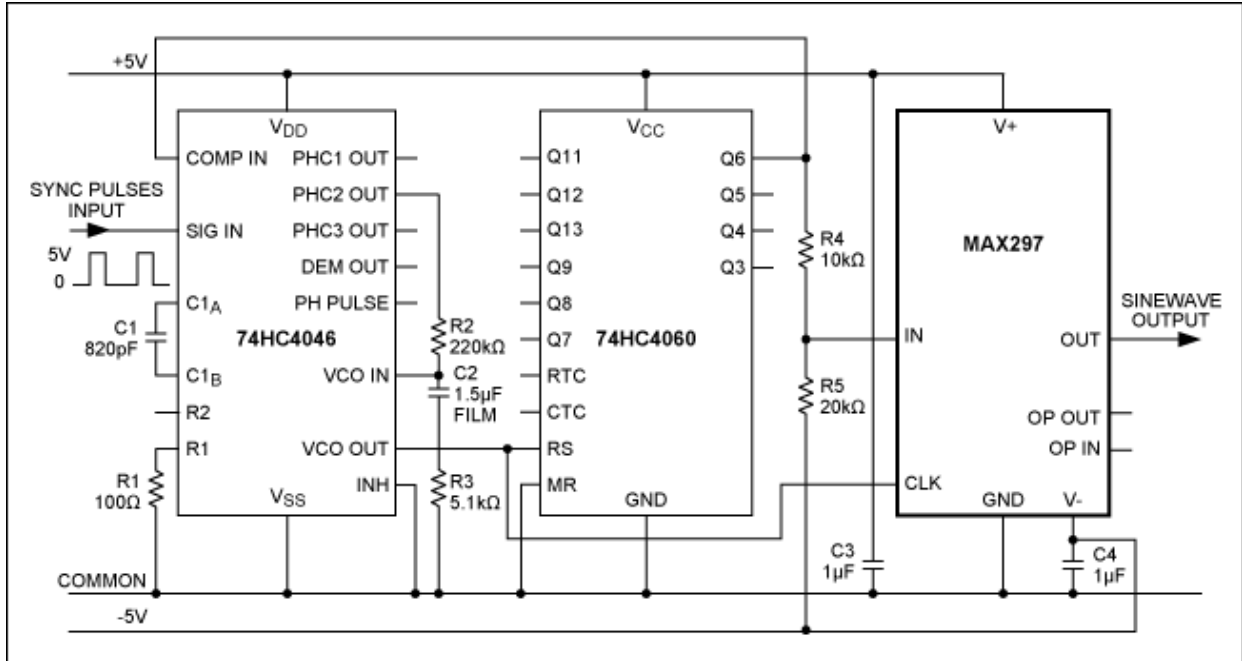 +5V
SYNC PULSES
INPUT
5V
0
C1
820pF
R1
100Ω
COMMON
-5V
VDD
COMP IN
SIG IN
C1A
C1B
R2
R1
PHC1 OUT
PHC2 OUT
PHC3 OUT
DEM OUT
PH PULSE
74HC4046
VCO IN
VCO OUT
INH
VSS
R2
220kΩ
C2
1.5µF
FILM
R3
5.1kΩ
VCC
Q11
Q12
Q13
Q9
Q8
Q7
RTC
CTC
RS
MR
Q6
Q5
Q4
Q3
74HC4060
GND
R4
10kΩ
R5
20kΩ
C3
1µF
V+
MAX297
IN
CLK
OUT
OP OUT
OP IN
GND
V-
C4
1µF
SINEWAVE
OUTPUT